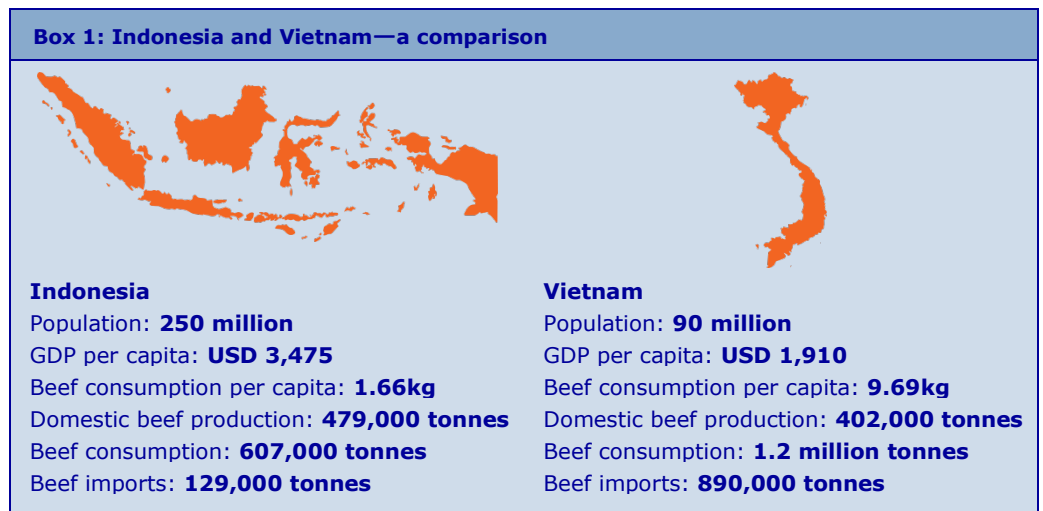 Box 1: Indonesia and Vietnam—a comparison
Indonesia
Population: 250 million
GDP per capita: USD 3,475
Beef consumption per capita: 1.66kg
Domestic beef production: 479,000 tonnes
Beef consumption: 607,000 tonnes
Beef imports: 129,000 tonnes
Vietnam
Population: 90 million
GDP per capita: USD 1,910
Beef consumption per capita: 9.69kg
Domestic beef production: 402,000 tonnes
Beef consumption: 1.2 million tonnes
Beef imports: 890,000 tonnes